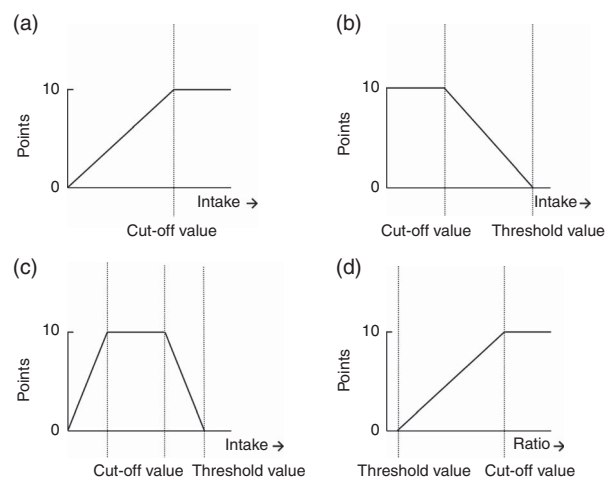 (a)
10
Points
0
Intake →
Cut-off value
(b)
10
Points
0
Intake →
Cut-off value Threshold value
(c)
10
Points
0
Intake →
Cut-off value Threshold value
(d)
10
Points
0
Ratio →
Threshold value Cut-off value